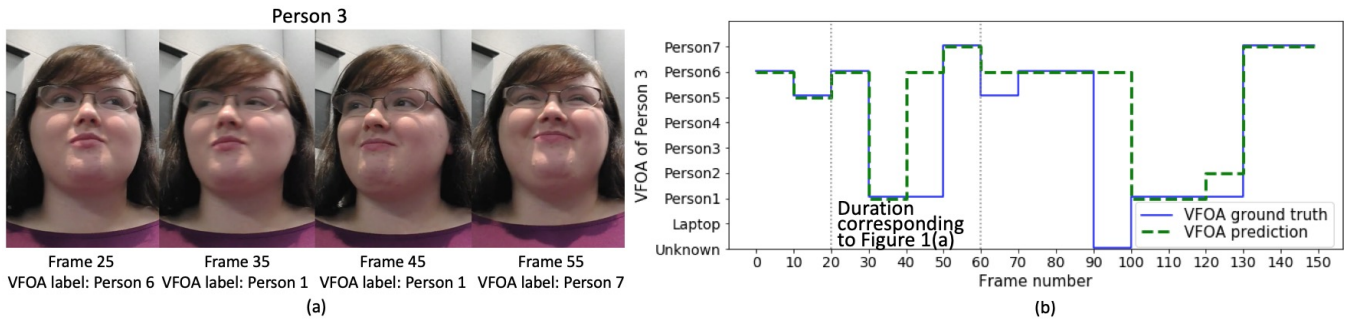 Person 3
Frame 25
VFOA label: Person 6
Frame 35
VFOA label: Person 1
Frame 45
VFOA label: Person 1
Frame 55
VFOA label: Person 7
(a)
VFOA of Person 3
Person7
Person6
Person5
Person4
Person3
Person2
Person1
Laptop
Unknown
Duration
corresponding
to Figure 1(a)
VFOA ground truth
VFOA prediction
0 10 20 30 40 50 60 70 80 90 100 110 120 130 140 150
Frame number
(b)